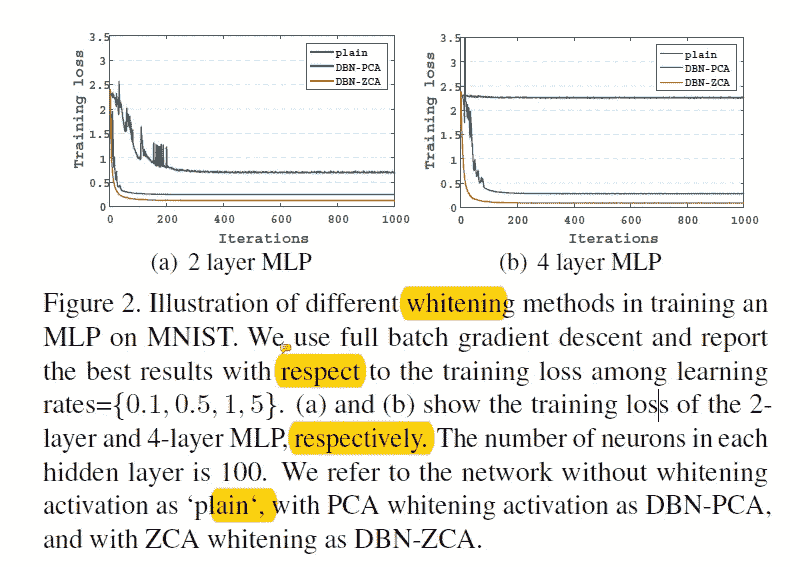 3.5
3
2.5
2
1.5
1
0.5
0
Training loss
plain
DBN-PCA
DBN-ZCA
0 200 400 600 800 1000
Iterations
(a) 2 layer MLP
3.5
3
2.5
2
1.5
1
0.5
0
Training loss
plain
DBN-PCA
DBN-ZCA
0 200 400 600 800 1000
Iterations
(b) 4 layer MLP
Figure 2. Illustration of different whitening methods in training an
MLP on MNIST. We use full batch gradient descent and report
the best results with respect to the training loss among learning
rates={0.1, 0.5, 1, 5}. (a) and (b) show the training loss of the 2-
layer and 4-layer MLP, respectively. The number of neurons in each
hidden layer is 100. We refer to the network without whitening
activation as ‘plain‘, with PCA whitening activation as DBN-PCA,
and with ZCA whitening as DBN-ZCA.